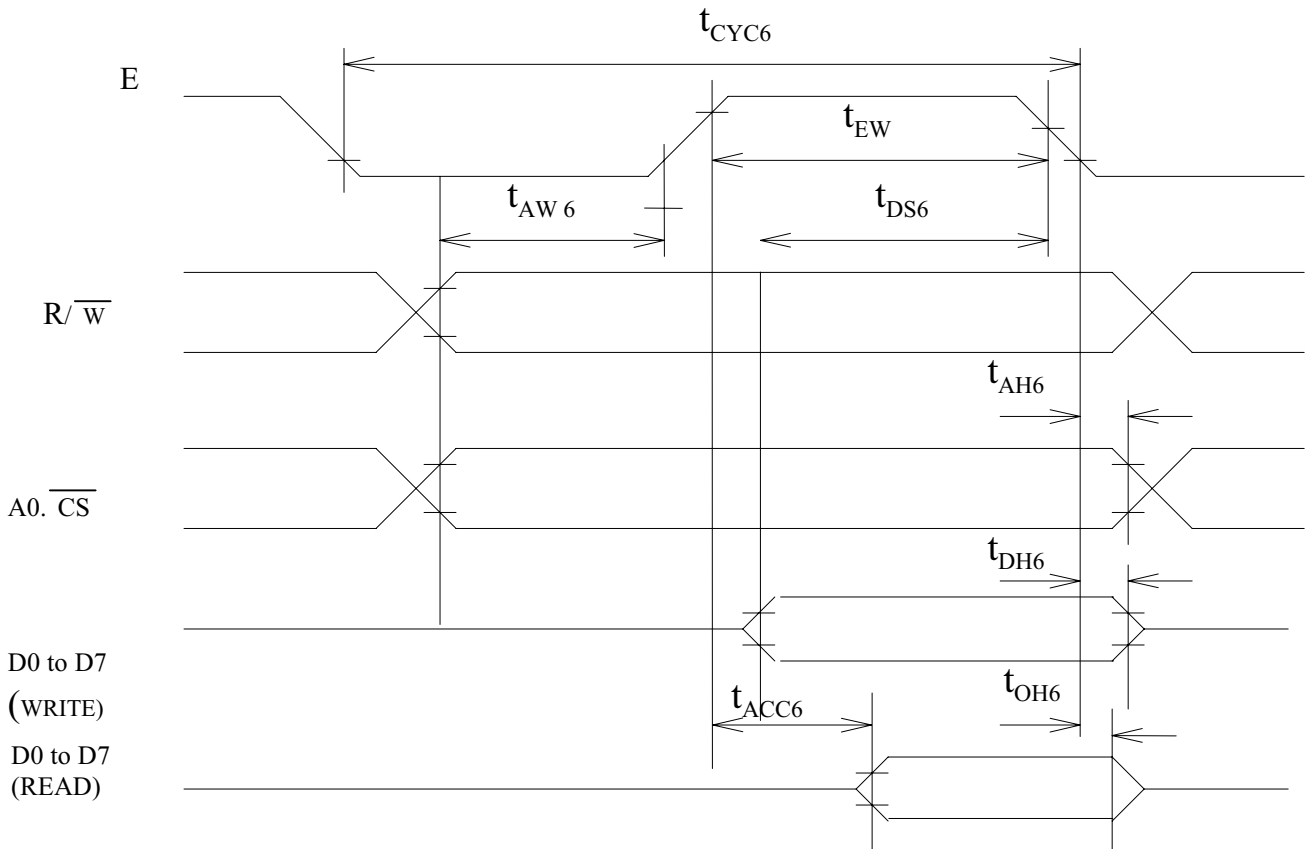 tCYC6
E
tEW
tAW 6
tDS6
R/ W
tAH6
A0. CS
tDH6
D0 to D7
(WRITE)
tOH6
tACC6
D0 to D7
(READ)